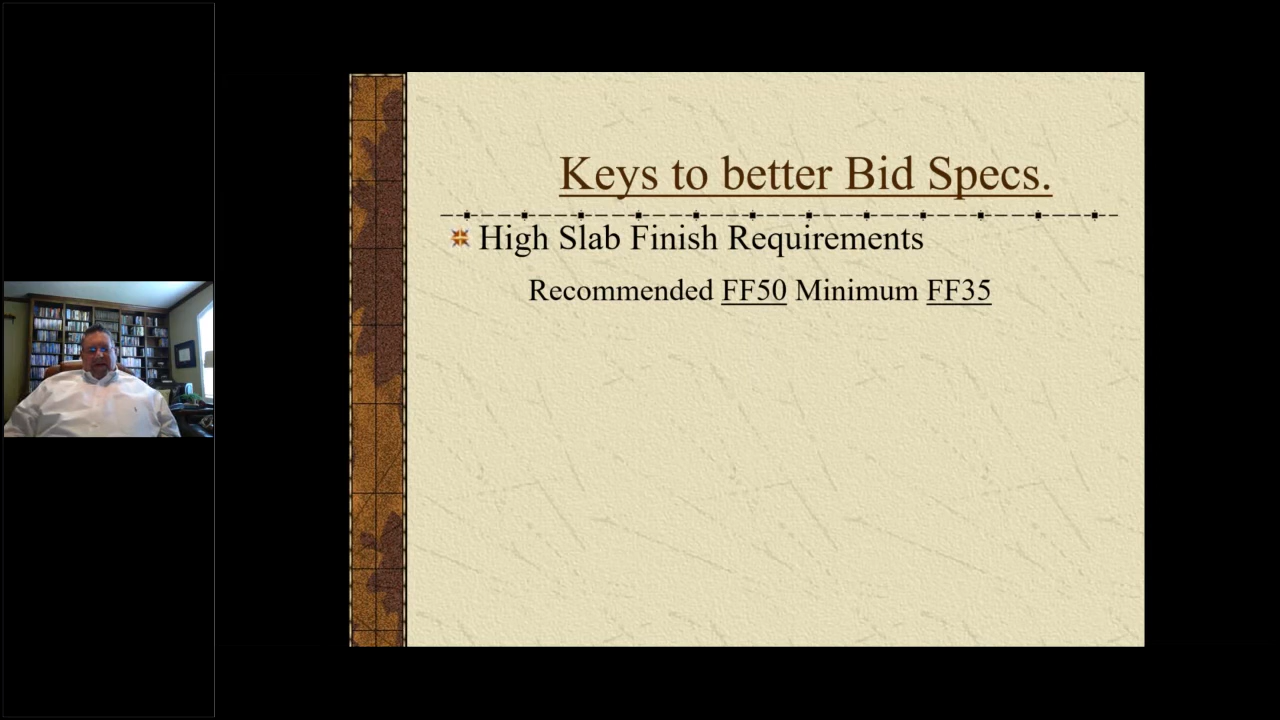 Keys to better Bid Specs.
High Slab Finish Requirements
Recommended FF50 Minimum FF35